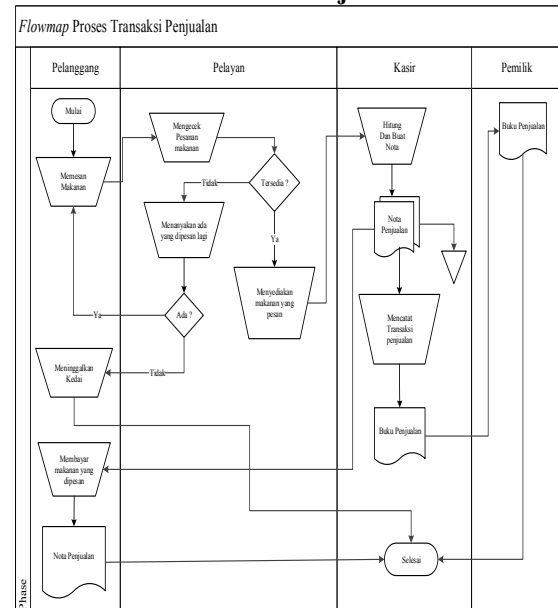 Flowmap Proses Transaksi Penjualan
Pelanggang
Pelayan
Kasir
Pemilik
Mulai
Memesan
Makanan
Mengecek
Pesanan
makanan
Tersedia ?
Tidak
Menanyakan ada
yang dipesan lagi
Ya
Menyediakan
makanan yang
pesan
Ada ?
Ya
Tidak
Meninggalkan
Kedai
Membayar
makanan yang
dipesan
Nota Penjualan
Hitung
Dan Buat
Nota
Nota
Penjualan
Mencatat
Transaksi
penjualan
Buku Penjualan
Selesai
Buku Penjualan
Phase